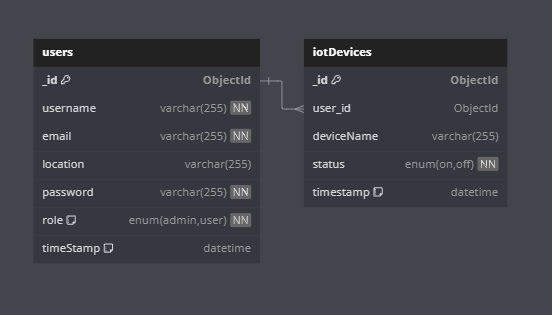 users
_id ObjectId
username varchar(255) NN
email varchar(255) NN
location varchar(255)
password varchar(255) NN
role enum(admin,user) NN
timeStamp datetime
iotDevices
_id ObjectId
user_id ObjectId
deviceName varchar(255)
status enum(on,off) NN
timestamp datetime